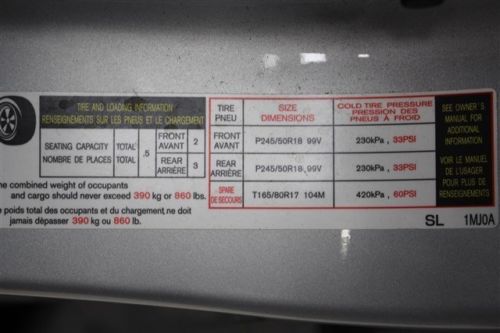 TIRE AND LOADING INFORMATION
RENSEIGNEMENTS SUR LES PNEUS ET LE CHARGEMENT
SEATING CAPACITY TOTAL
NOMBRE DE PLACES TOTAL
.5
FRONT
AVANT
2
REAR
ARRIÈRE
3
he combined weight of occupants
and cargo should never exceed 390 kg or 860 lbs.
e poids total des occupants et du chargement ne doit
jamais dépasser 390 kg ou 860 lb.
TIRE
PNEU
SIZE
DIMENSIONS
COLD TIRE PRESSURE
PRESSION DES
PNEUS À FROID
FRONT
AVANT
P245/50R18 99V
230kPa , 33PSI
REAR
ARRIÈRE
P245/50R18 99V
230kPa , 33PSI
SPARE
DE SECOURS
T165/80R17 104M
420kPa , 60PSI
SEE OWNER'S
MANUAL FOR
ADDITIONAL
INFORMATION
VOIR LE MANUEL
DE L'USAGER
POUR PLUS DE
RENSEIGNEMENTS
SL 1MJ0A